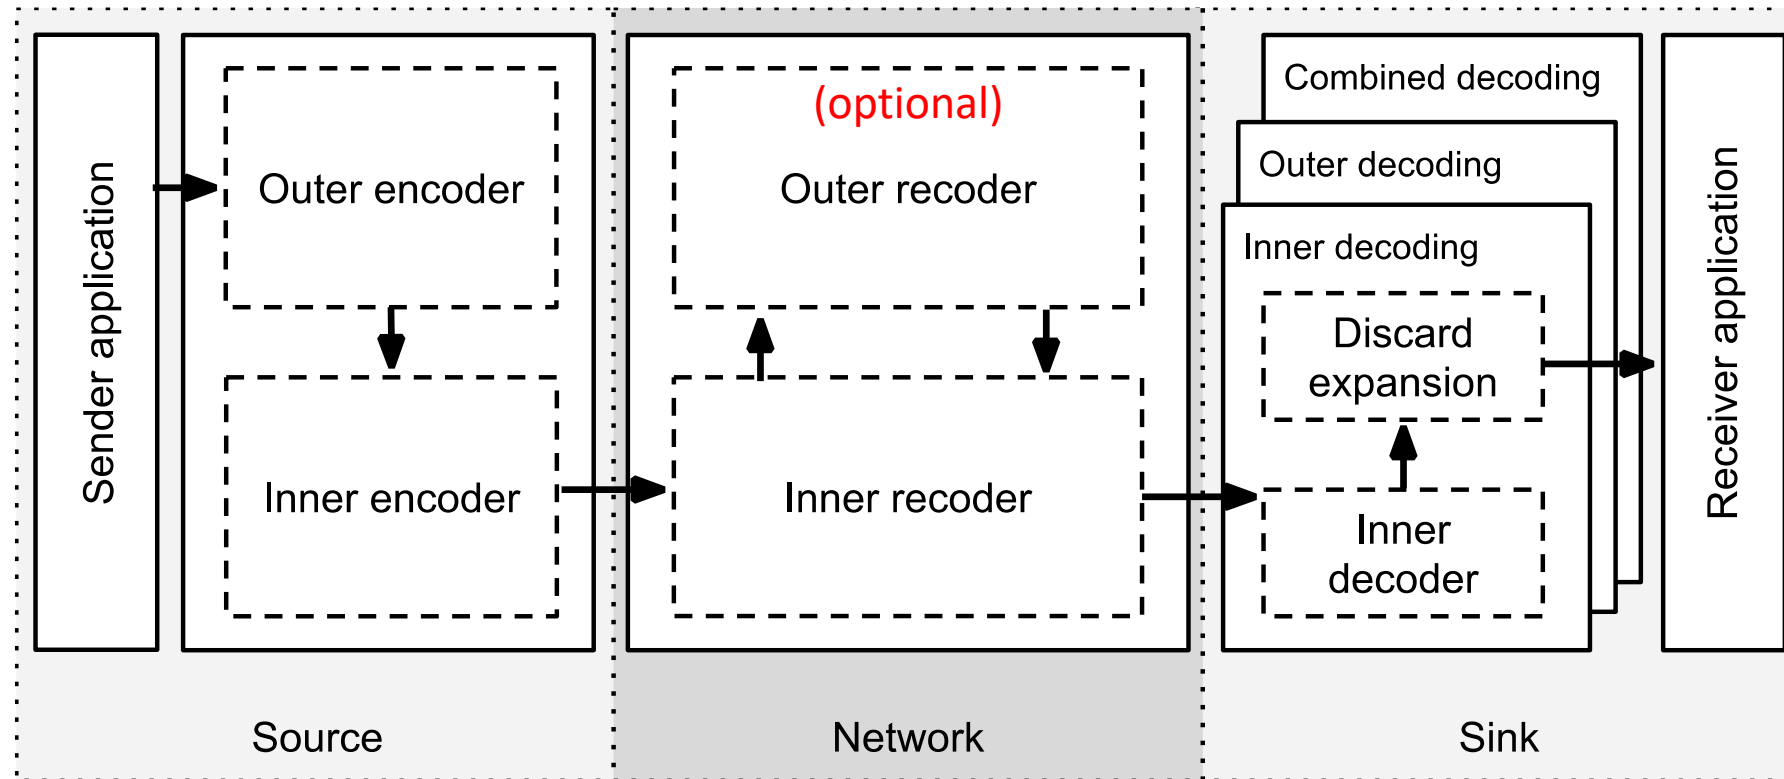 Sender application
Outer encoder
Inner encoder
Source
(optional)
Outer recoder
Inner recoder
Network
Combined decoding
Outer decoding
Inner decoding
Discard
expansion
Inner
decoder
Sink
Receiver application